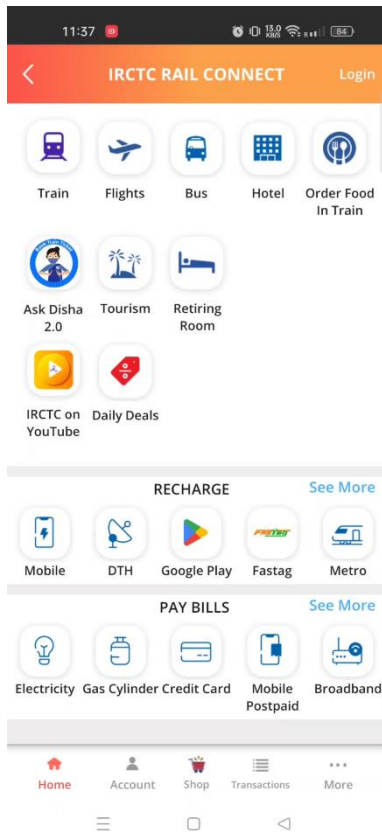 11:37
13.0
KB/S
84
IRCTC RAIL CONNECT
Login
Train
Flights
Bus
Hotel
Order Food
In Train
Ask Disha
2.0
Tourism
Retiring
Room
IRCTC on
YouTube
Daily Deals
RECHARGE
See More
Mobile
DTH
Google Play
FASTag
Fastag
Metro
PAY BILLS
See More
Electricity
Gas Cylinder
Credit Card
Mobile
Postpaid
Broadband
Home
Account
Shop
Transactions
More